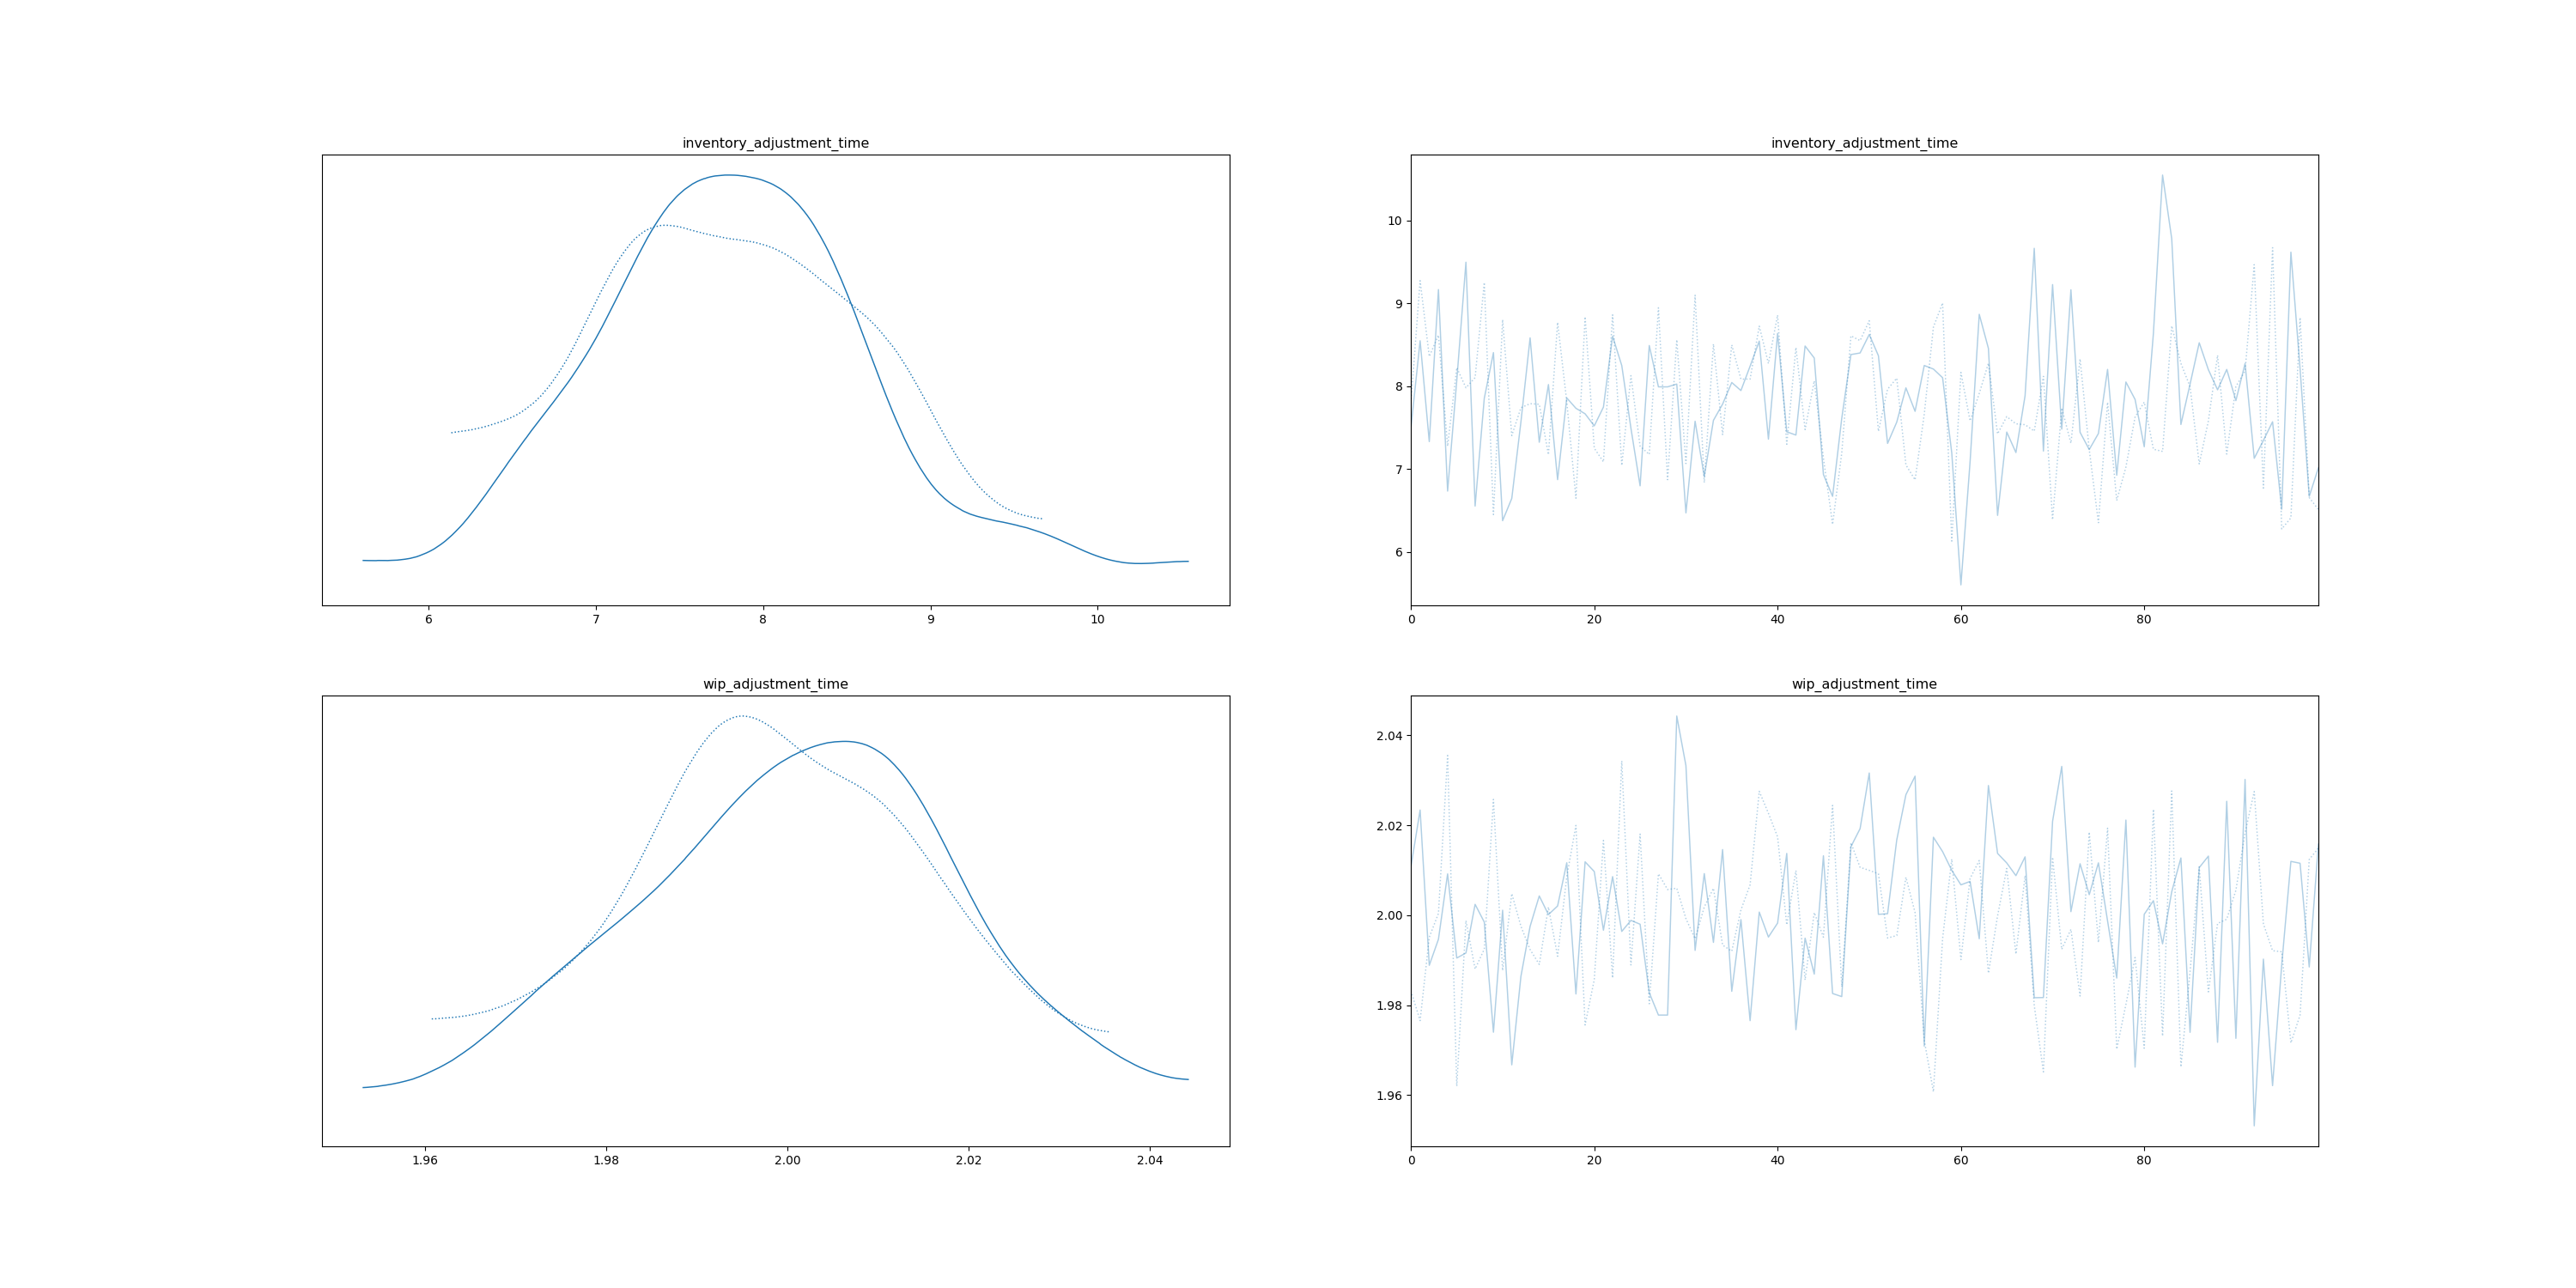 inventory_adjustment_time
6 7 8 9 10
inventory_adjustment_time
10
9
8
7
6
0 20 40 60 80
wip_adjustment_time
1.96 1.98 2.00 2.02 2.04
wip_adjustment_time
2.04
2.02
2.00
1.98
1.96
0 20 40 60 80